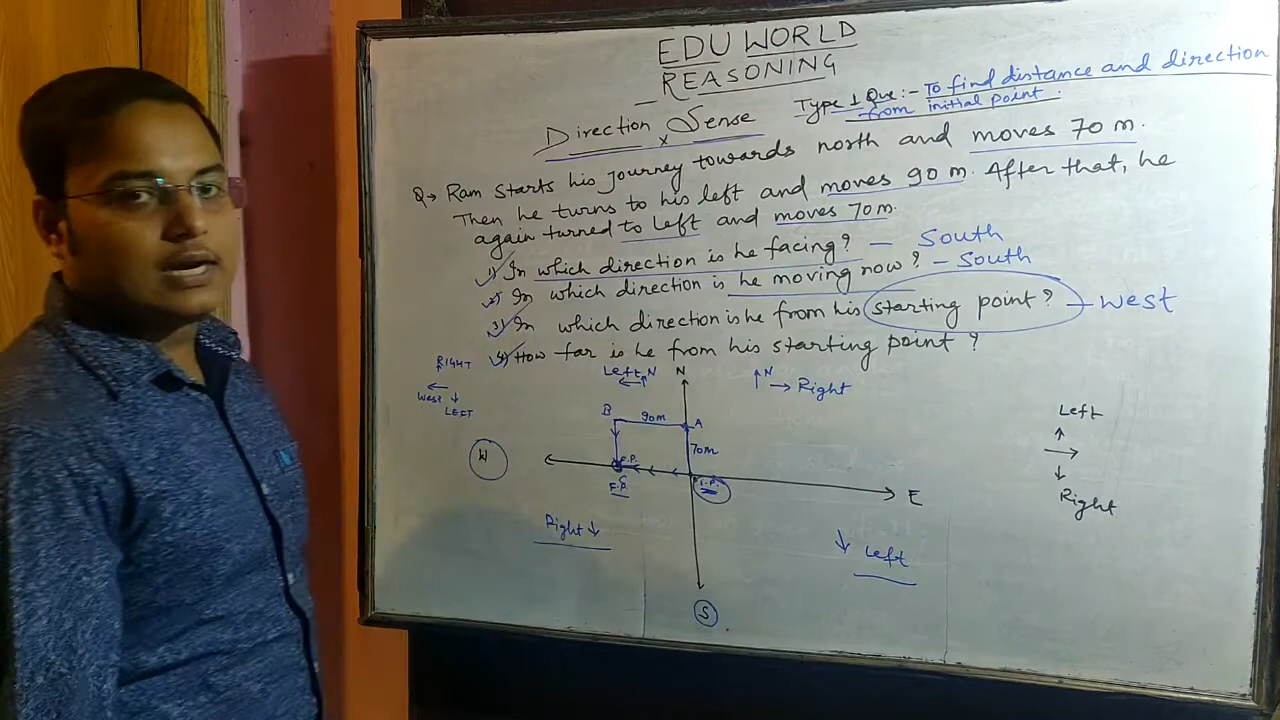 EDU WORLD
REASONING
Direction Sense
Type 1 Que:- To find distance and direction
from initial point.
Q→ Ram starts his journey towards north and moves 70 m.
Then he turns to his left and moves 90 m. After that, he
again turned to left and moves 70m.
1) In which direction is he facing? — South
2) In which direction is he moving now? — South
3) In which direction is he from his starting point? — West
4) How far is he from his starting point?
RIGHT
West
LEFT
Left N
N
N
Right
B 90m A
70m
W
F.P.
C
F.P.
I.P.
E
Left
Right
Right
Left
S